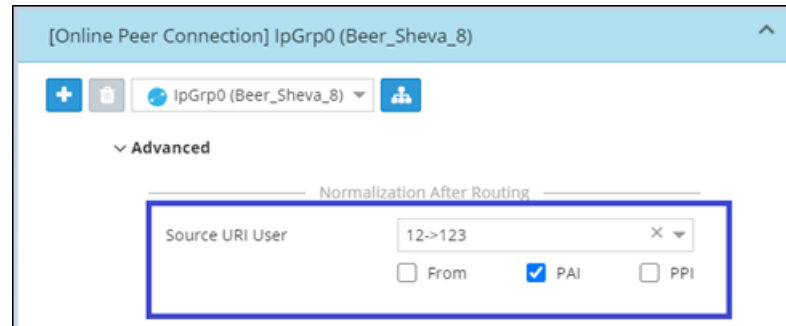 [Online Peer Connection] IpGrp0 (Beer_Sheva_8)
IpGrp0 (Beer_Sheva_8)
Advanced
Normalization After Routing
Source URI User 12->123
From PAI PPI